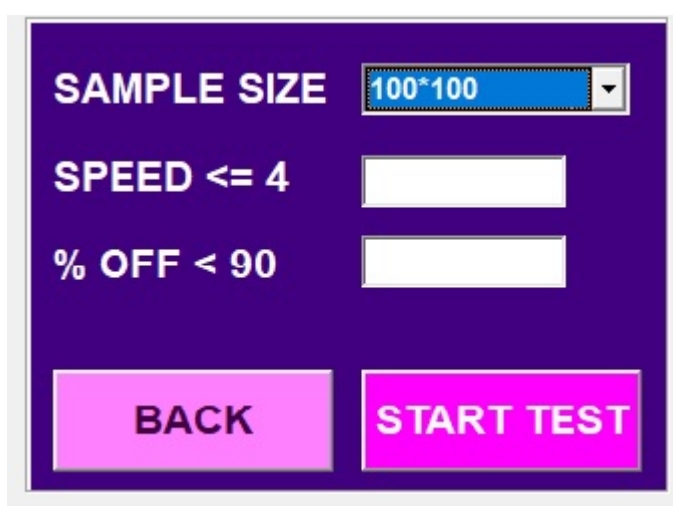 SAMPLE SIZE 100*100
SPEED <= 4
% OFF < 90
BACK START TEST